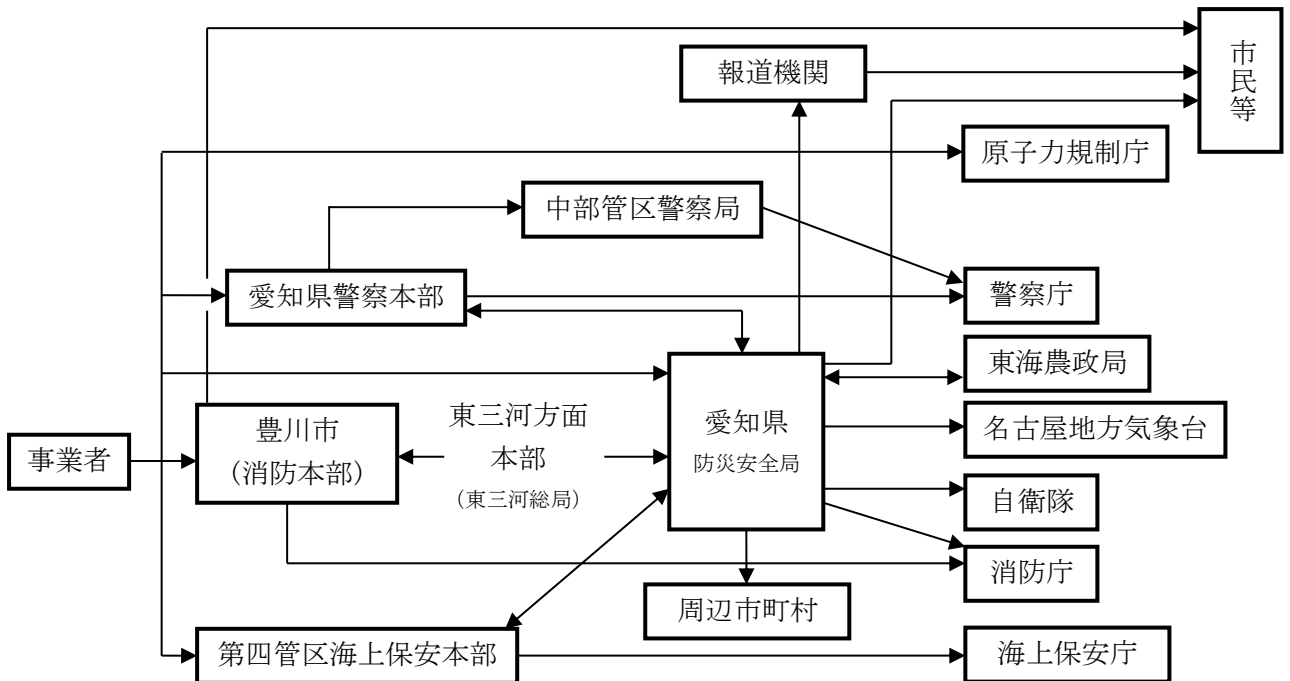 市民等
報道機関
原子力規制庁
中部管区警察局
愛知県警察本部
警察庁
東海農政局
豊川市
（消防本部）
東三河方面
本部
（東三河総局）
愛知県
防災安全局
名古屋地方気象台
事業者
自衛隊
消防庁
周辺市町村
第四管区海上保安本部
海上保安庁